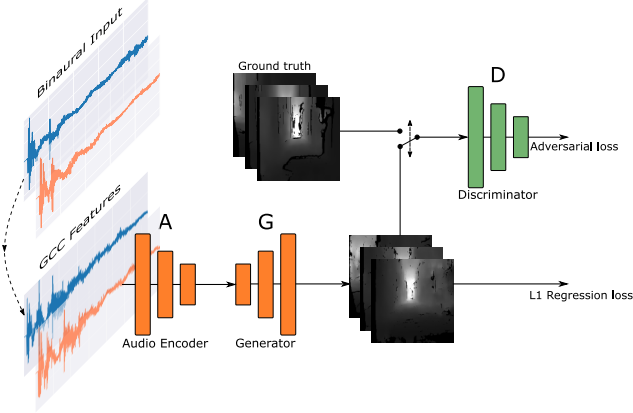 Binaural Input
Ground truth
D
Adversarial loss
Discriminator
GCC Features
A
G
L1 Regression loss
Audio Encoder
Generator